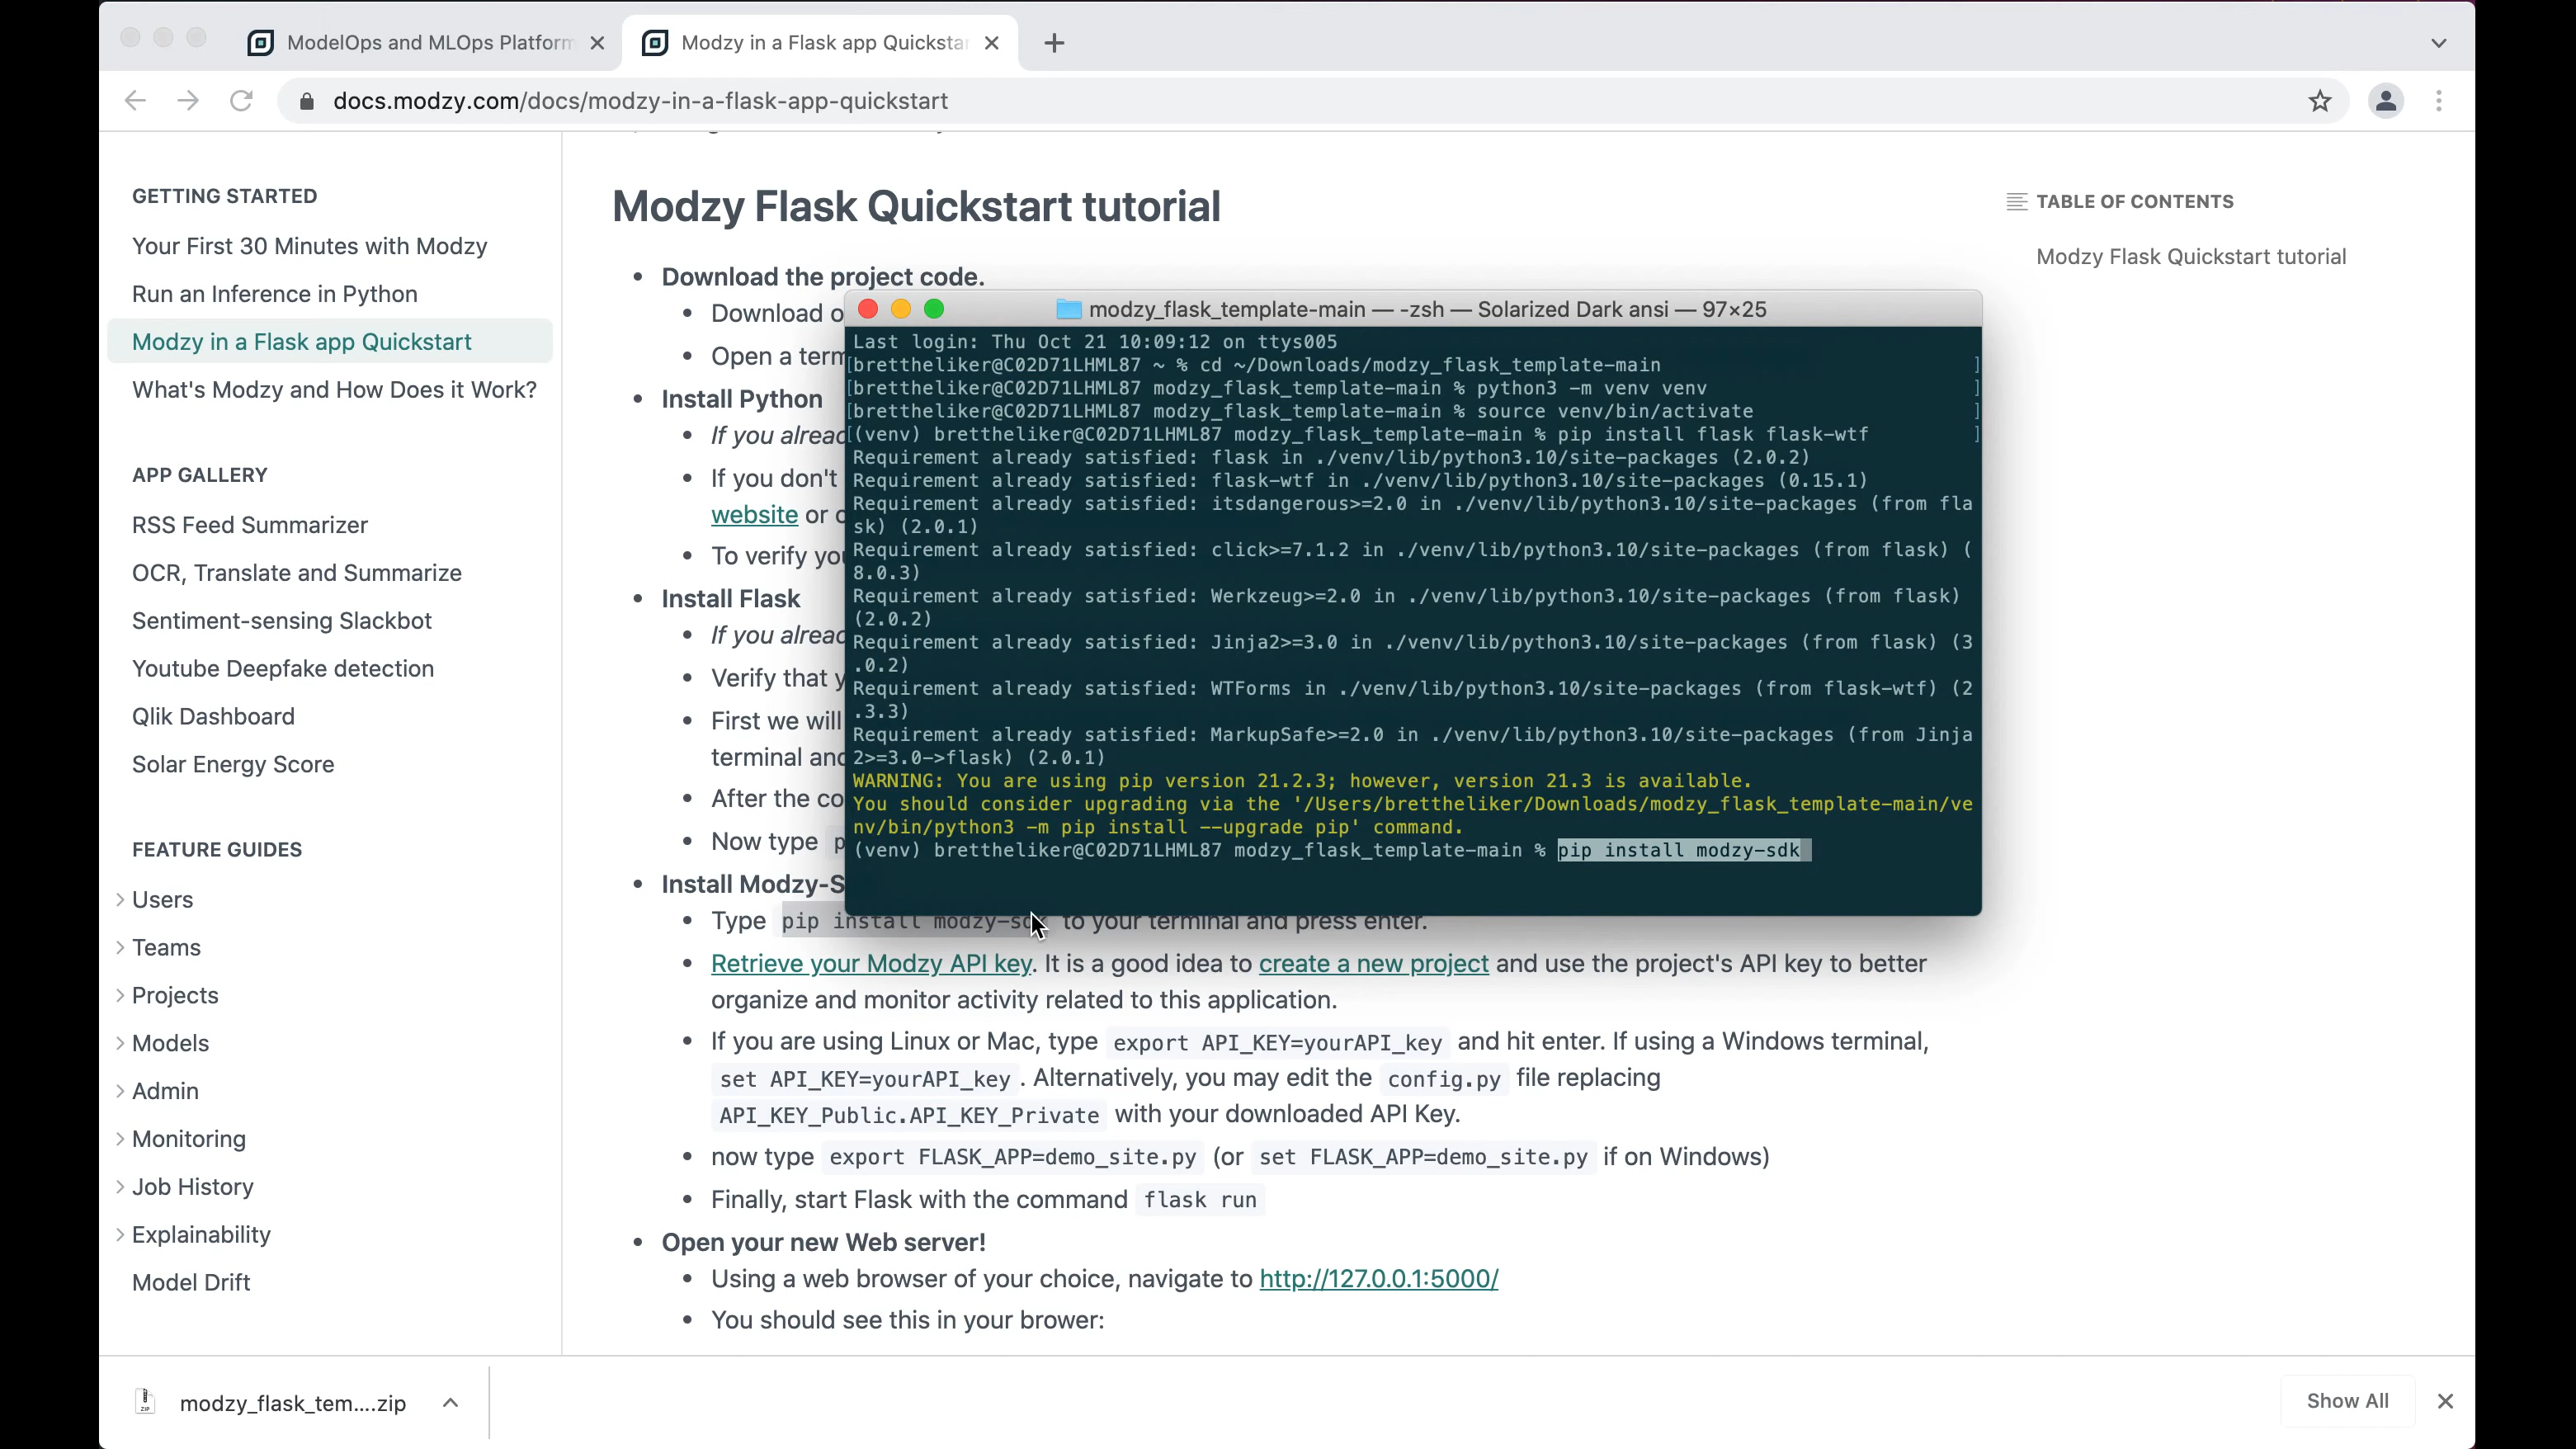 ModelOps and MLOps Platform
Modzy in a Flask app Quickstar
docs.modzy.com/docs/modzy-in-a-flask-app-quickstart
GETTING STARTED
Your First 30 Minutes with Modzy
Run an Inference in Python
Modzy in a Flask app Quickstart
What's Modzy and How Does it Work?
APP GALLERY
RSS Feed Summarizer
OCR, Translate and Summarize
Sentiment-sensing Slackbot
Youtube Deepfake detection
Qlik Dashboard
Solar Energy Score
FEATURE GUIDES
Users
Teams
Projects
Models
Admin
Monitoring
Job History
Explainability
Model Drift
Modzy Flask Quickstart tutorial
Download the project code.
Download o
Open a term
Install Python
If you alread
If you don't
website or o
To verify you
Install Flask
If you alread
Verify that y
First we will
terminal and
After the co
Now type p
Install Modzy-S
Type pip install modzy-sdk to your terminal and press enter.
Retrieve your Modzy API key. It is a good idea to create a new project and use the project's API key to better
organize and monitor activity related to this application.
If you are using Linux or Mac, type export API_KEY=yourAPI_key and hit enter. If using a Windows terminal,
set API_KEY=yourAPI_key . Alternatively, you may edit the config.py file replacing
API_KEY_Public.API_KEY_Private with your downloaded API Key.
now type export FLASK_APP=demo_site.py (or set FLASK_APP=demo_site.py if on Windows)
Finally, start Flask with the command flask run
Open your new Web server!
Using a web browser of your choice, navigate to http://127.0.0.1:5000/
You should see this in your brower:
modzy_flask_template-main — -zsh — Solarized Dark ansi — 97×25
Last login: Thu Oct 21 10:09:12 on ttys005
[brettheliker@C02D71LHML87 ~ % cd ~/Downloads/modzy_flask_template-main ]
[brettheliker@C02D71LHML87 modzy_flask_template-main % python3 -m venv venv ]
[brettheliker@C02D71LHML87 modzy_flask_template-main % source venv/bin/activate ]
[(venv) brettheliker@C02D71LHML87 modzy_flask_template-main % pip install flask flask-wtf ]
Requirement already satisfied: flask in ./venv/lib/python3.10/site-packages (2.0.2)
Requirement already satisfied: flask-wtf in ./venv/lib/python3.10/site-packages (0.15.1)
Requirement already satisfied: itsdangerous>=2.0 in ./venv/lib/python3.10/site-packages (from fla
sk) (2.0.1)
Requirement already satisfied: click>=7.1.2 in ./venv/lib/python3.10/site-packages (from flask) (
8.0.3)
Requirement already satisfied: Werkzeug>=2.0 in ./venv/lib/python3.10/site-packages (from flask)
(2.0.2)
Requirement already satisfied: Jinja2>=3.0 in ./venv/lib/python3.10/site-packages (from flask) (3
.0.2)
Requirement already satisfied: WTForms in ./venv/lib/python3.10/site-packages (from flask-wtf) (2
.3.3)
Requirement already satisfied: MarkupSafe>=2.0 in ./venv/lib/python3.10/site-packages (from Jinja
2>=3.0->flask) (2.0.1)
WARNING: You are using pip version 21.2.3; however, version 21.3 is available.
You should consider upgrading via the '/Users/brettheliker/Downloads/modzy_flask_template-main/ve
nv/bin/python3 -m pip install --upgrade pip' command.
(venv) brettheliker@C02D71LHML87 modzy_flask_template-main % pip install modzy-sdk
TABLE OF CONTENTS
Modzy Flask Quickstart tutorial
modzy_flask_tem....zip
Show All